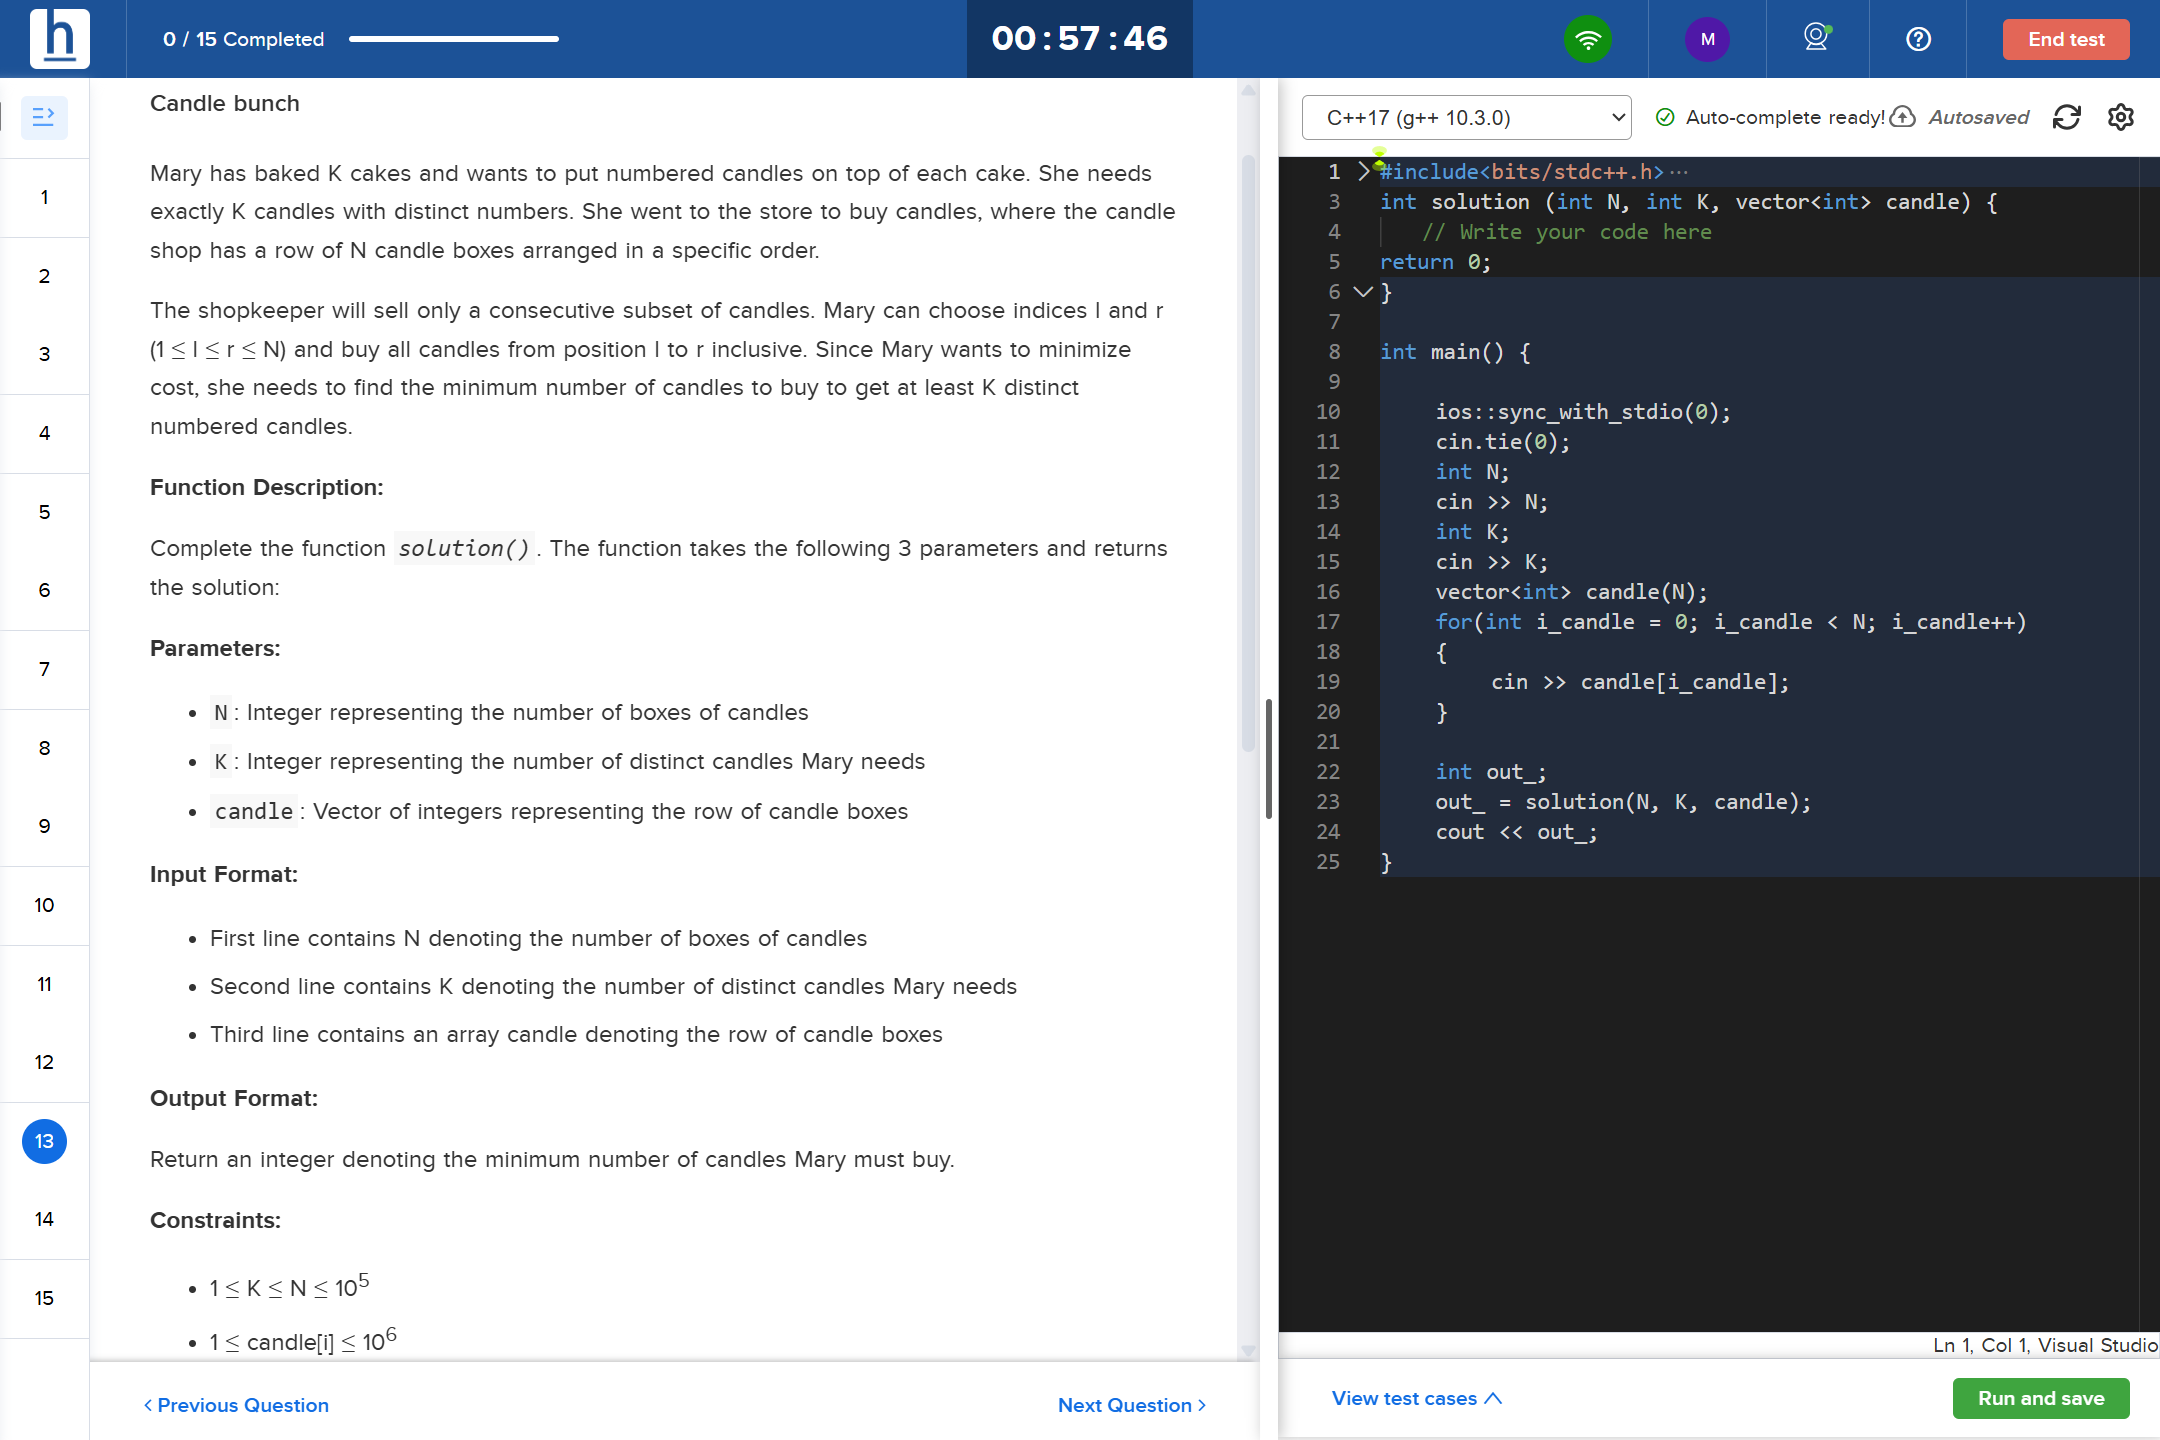 h
0 / 15 Completed
00:57:46
M
End test
1
2
3
4
5
6
7
8
9
10
11
12
13
14
15
Candle bunch
Mary has baked K cakes and wants to put numbered candles on top of each cake. She needs
exactly K candles with distinct numbers. She went to the store to buy candles, where the candle
shop has a row of N candle boxes arranged in a specific order.
The shopkeeper will sell only a consecutive subset of candles. Mary can choose indices l and r
(1 ≤ l ≤ r ≤ N) and buy all candles from position l to r inclusive. Since Mary wants to minimize
cost, she needs to find the minimum number of candles to buy to get at least K distinct
numbered candles.
Function Description:
Complete the function solution(). The function takes the following 3 parameters and returns
the solution:
Parameters:
• N: Integer representing the number of boxes of candles
• K: Integer representing the number of distinct candles Mary needs
• candle: Vector of integers representing the row of candle boxes
Input Format:
• First line contains N denoting the number of boxes of candles
• Second line contains K denoting the number of distinct candles Mary needs
• Third line contains an array candle denoting the row of candle boxes
Output Format:
Return an integer denoting the minimum number of candles Mary must buy.
Constraints:
• 1 ≤ K ≤ N ≤ 10⁵
• 1 ≤ candle[i] ≤ 10⁶
Previous Question
Next Question
C++17 (g++ 10.3.0)
Auto-complete ready!
Autosaved
1 #include<bits/stdc++.h>···
3 int solution (int N, int K, vector<int> candle) {
4 // Write your code here
5 return 0;
6 }
7
8 int main() {
9
10 ios::sync_with_stdio(0);
11 cin.tie(0);
12 int N;
13 cin >> N;
14 int K;
15 cin >> K;
16 vector<int> candle(N);
17 for(int i_candle = 0; i_candle < N; i_candle++)
18 {
19 cin >> candle[i_candle];
20 }
21
22 int out_;
23 out_ = solution(N, K, candle);
24 cout << out_;
25 }
Ln 1, Col 1, Visual Studio
View test cases
Run and save